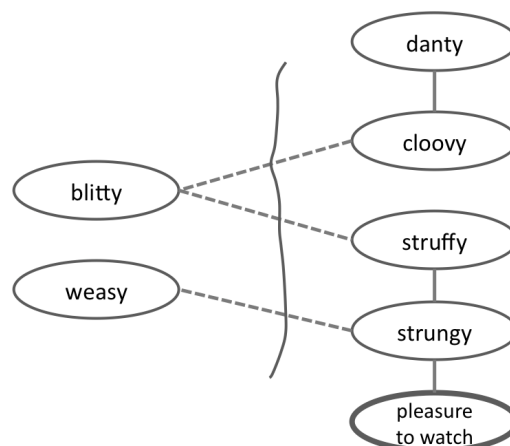 danty
cloovy
blitty
struffy
weasy
strungy
pleasure
to watch